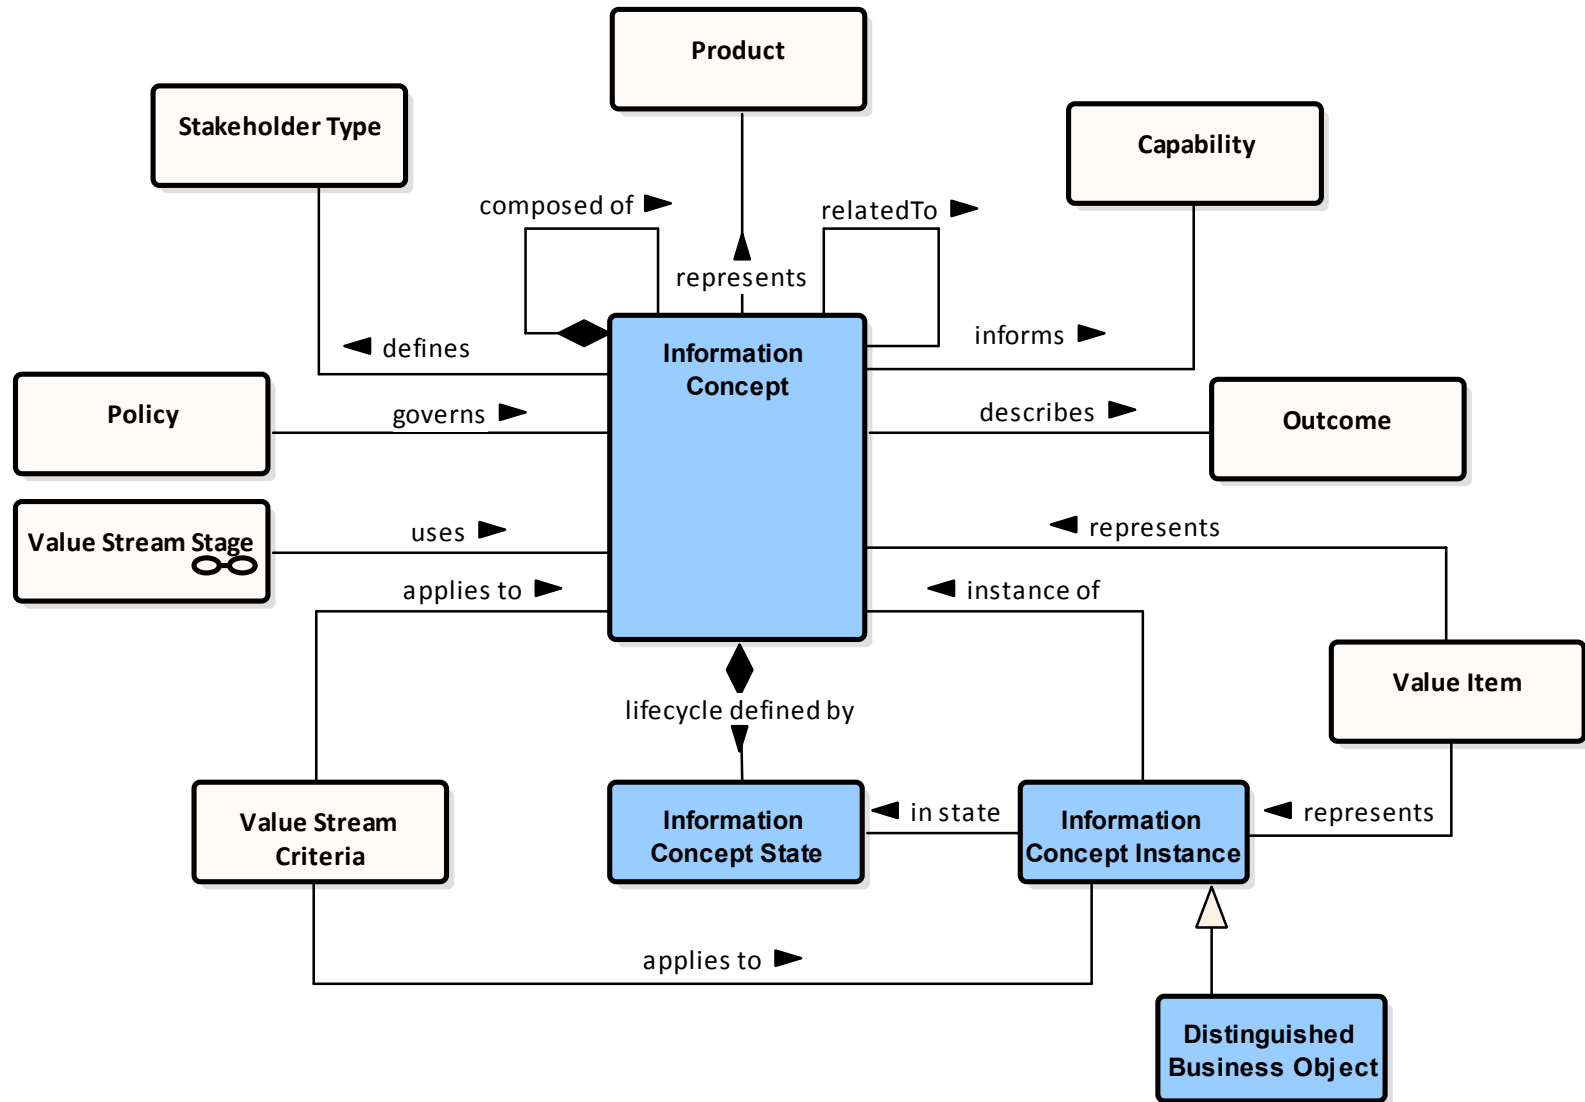 Product
Stakeholder Type
Capability
composed of
relatedTo
represents
informs
defines
Information
Concept
Policy
governs
describes
Outcome
Value Stream Stage
uses
represents
applies to
instance of
Value Item
lifecycle defined by
Value Stream
Criteria
Information
Concept State
in state
Information
Concept Instance
represents
applies to
Distinguished
Business Object